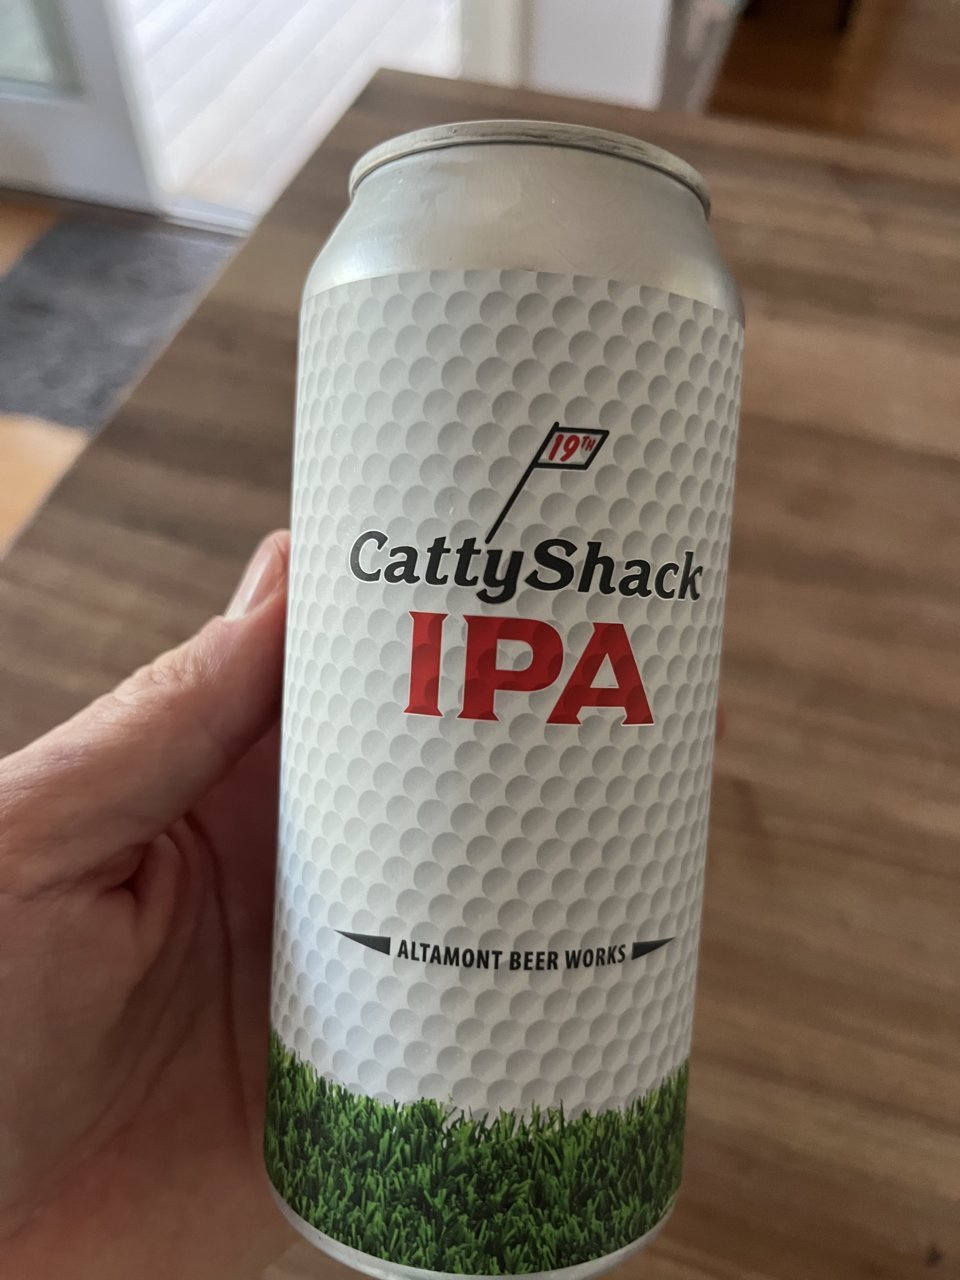 19TH
CattyShack
IPA
ALTAMONT BEER WORKS